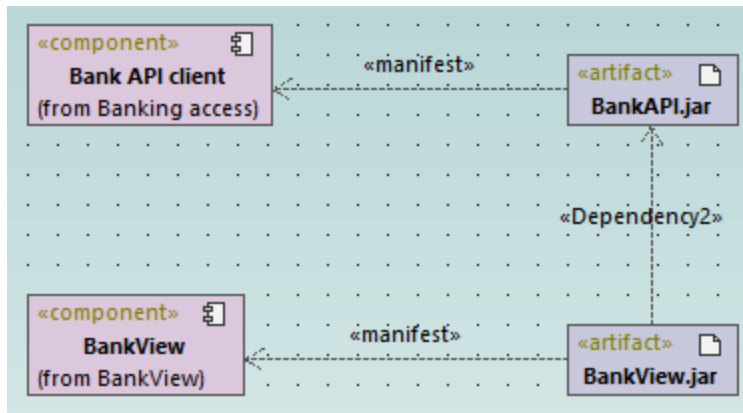 «component»
Bank API client
(from Banking access)
«manifest»
«artifact»
BankAPI.jar
«Dependency2»
«component»
BankView
(from BankView)
«manifest»
«artifact»
BankView.jar